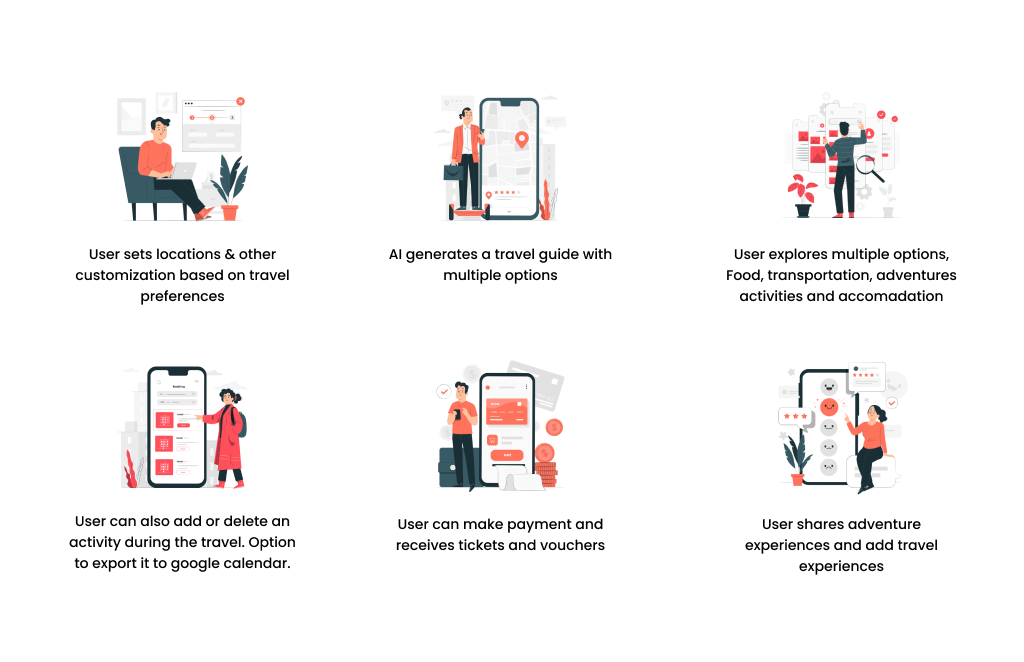 User sets locations & other
customization based on travel
preferences
AI generates a travel guide with
multiple options
User explores multiple options,
Food, transportation, adventures
activities and accomadation
User can also add or delete an
activity during the travel. Option
to export it to google calendar.
User can make payment and
receives tickets and vouchers
User shares adventure
experiences and add travel
experiences